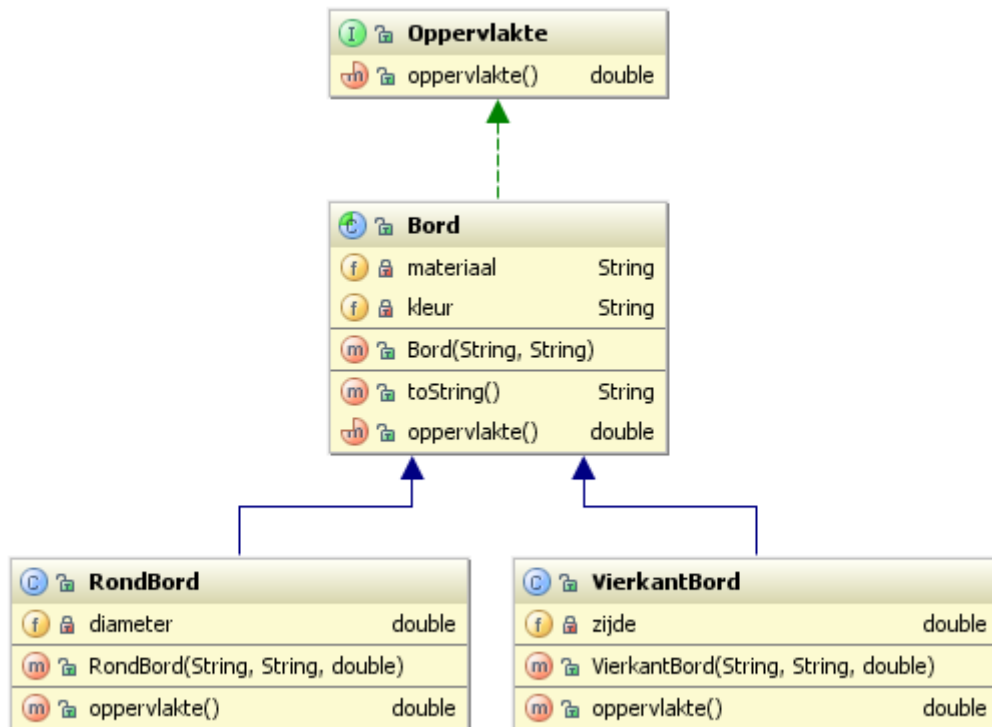 Oppervlakte
oppervlakte() double
Bord
materiaal String
kleur String
Bord(String, String)
toString() String
oppervlakte() double
RondBord
diameter double
RondBord(String, String, double)
oppervlakte() double
VierkantBord
zijde double
VierkantBord(String, String, double)
oppervlakte() double